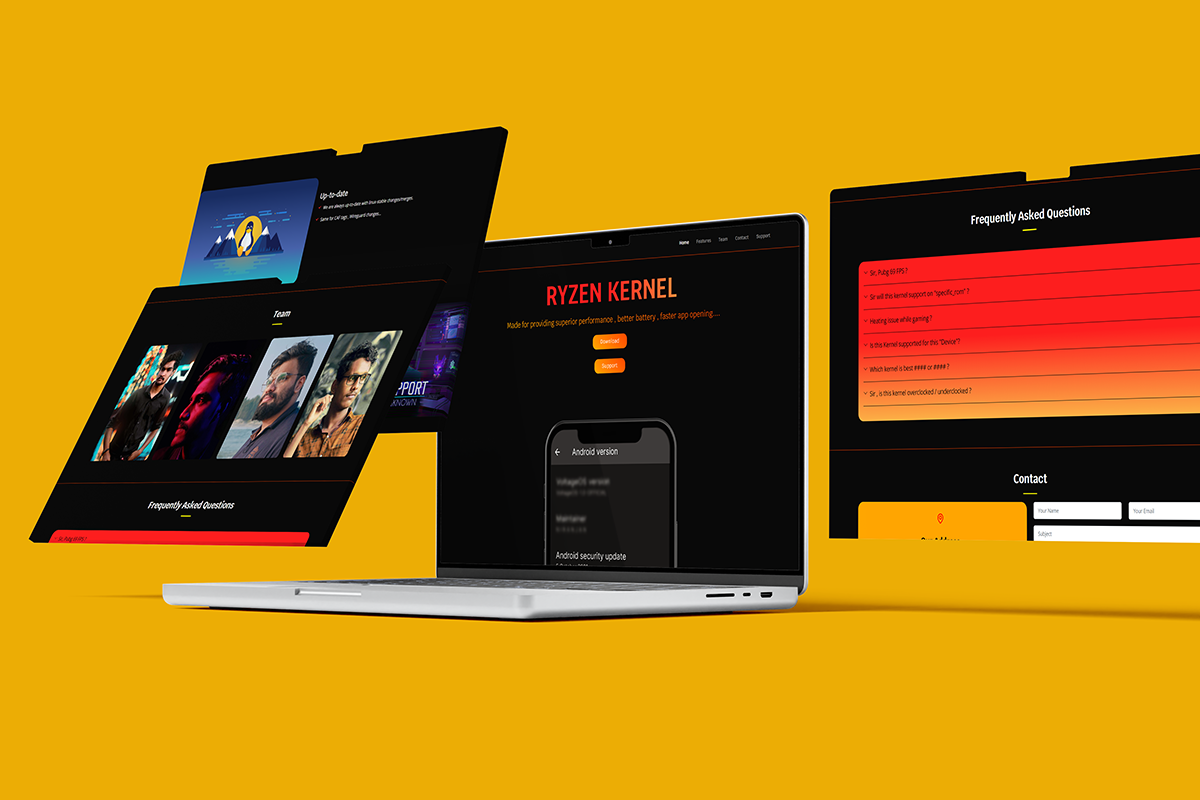 Up-to-date
We are always up-to-date with linux-stable changes/merges
Same for CAF tags , Wireguard changes...
Team
Frequently Asked Questions
Sir, Pubg 69 FPS ?
PPORT
KNOWN
Home Features Team Contact Support
RYZEN KERNEL
Made for providing superior performance , better battery , faster app opening....
Download
Support
Android version
VoltageOS version
Maintainer
Android security update
Frequently Asked Questions
Sir, Pubg 69 FPS ?
Sir will this kernel support on "specific_rom" ?
Heating issue while gaming ?
Is this Kernel supported for this "Device"?
Which kernel is best #### or #### ?
Sir , is this kernel overclocked / underclocked ?
Contact
Your Name
Your Email
Subject